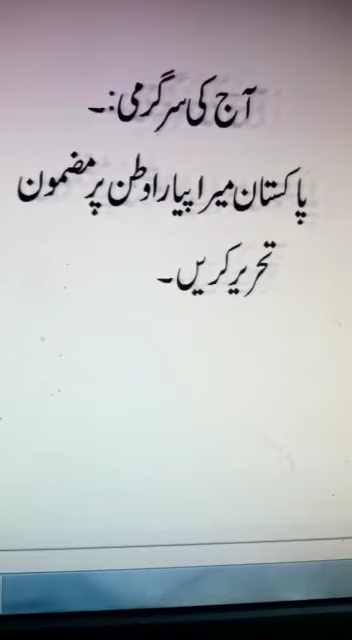 آج کی سرگرمی:۔
پاکستان میرا پیارا وطن پر مضمون
تحریر کریں۔